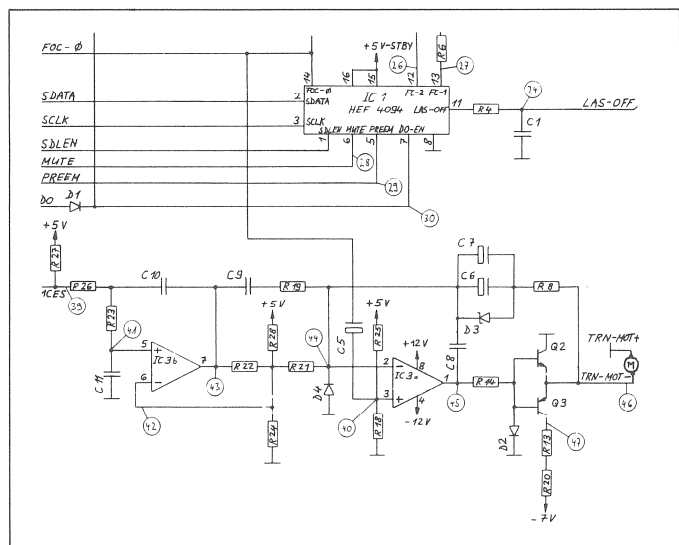 FOC-Ø
+5V-STBY
R6
26
27
14
16
15
12
13
FOC-Ø
FC-2
FC-1
SDATA
2
SDATA
IC 1
HEF 4094
LAS-OFF
11
R4
24
LAS-OFF
C1
SCLK
3
SCLK
SDLEN
MUTE
PREEM
DO-EN
SDLEN
1
6
5
7
8
MUTE
28
PREEM
29
DO
D1
30
+5V
R27
1CES
39
R26
C10
C9
R19
C7
C6
R8
D3
R23
41
C11
5
+
IC3b
7
6
-
42
43
R22
+5V
R28
R21
R24
44
D4
C5
+5V
R25
40
R18
2
-
3
+
IC3a
+12V
8
4
-12V
1
C8
45
R14
D2
Q2
Q3
TRN-MOT+
M
TRN-MOT-
46
47
R13
R20
-7V